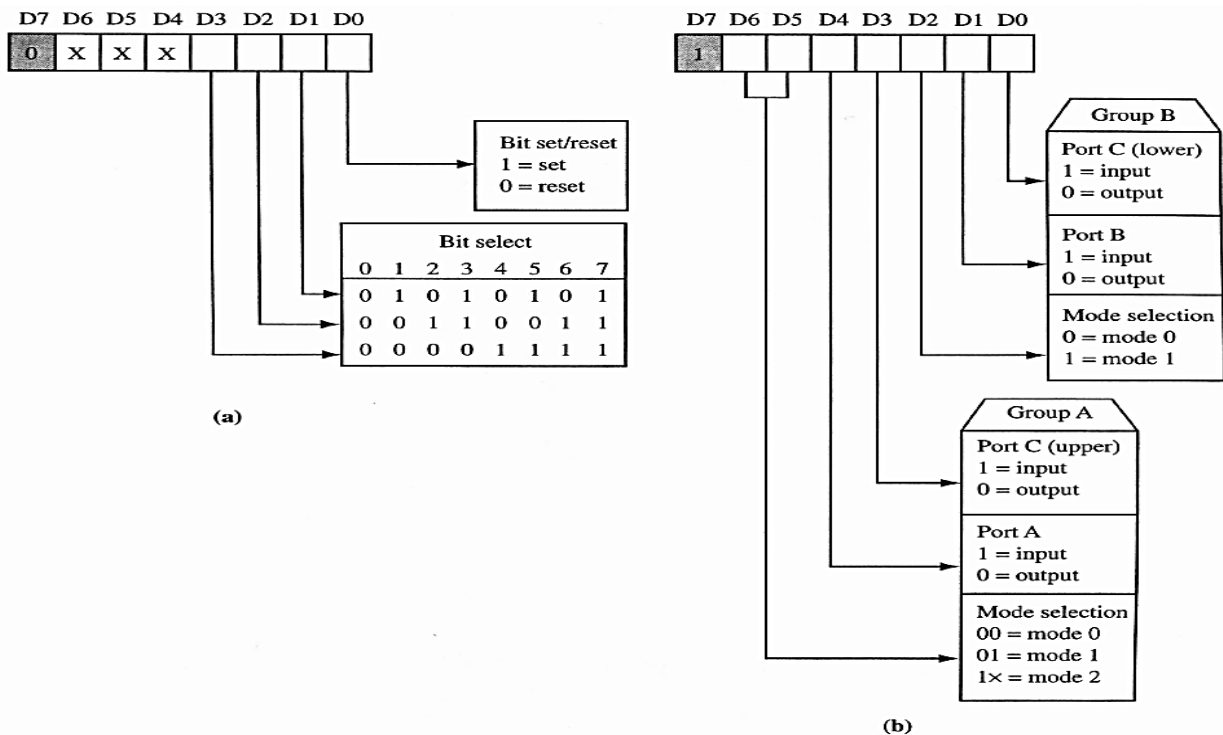 D7 D6 D5 D4 D3 D2 D1 D0
0 X X X
Bit set/reset
1 = set
0 = reset
Bit select
0 1 2 3 4 5 6 7
0 1 0 1 0 1 0 1
0 0 1 1 0 0 1 1
0 0 0 0 1 1 1 1
(a)
D7 D6 D5 D4 D3 D2 D1 D0
1
Group B
Port C (lower)
1 = input
0 = output
Port B
1 = input
0 = output
Mode selection
0 = mode 0
1 = mode 1
Group A
Port C (upper)
1 = input
0 = output
Port A
1 = input
0 = output
Mode selection
00 = mode 0
01 = mode 1
1× = mode 2
(b)